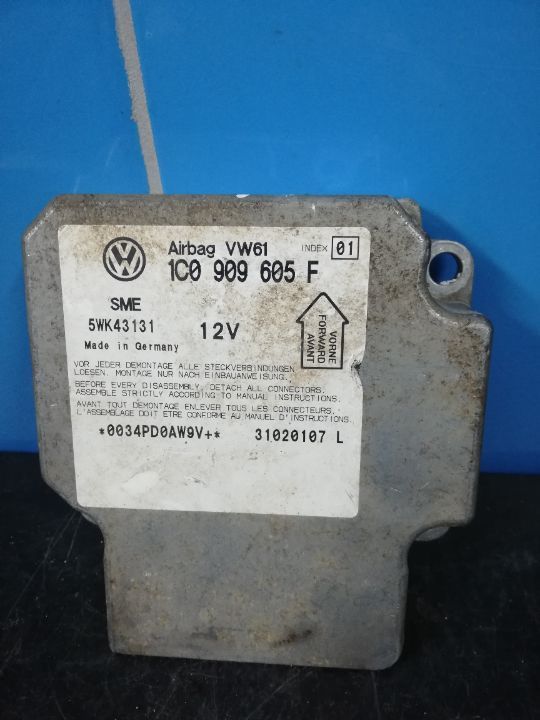 Airbag VW61 INDEX 01
1C0 909 605 F
SME
5WK43131 12V
Made in Germany
VORNE
FORWARD
AVANT
VOR JEDER DEMONTAGE ALLE STECKVERBINDUNGEN
LOESEN. MONTAGE NUR NACH EINBAUANWEISUNG.
BEFORE EVERY DISASSEMBLY, DETACH ALL CONNECTORS.
ASSEMBLE STRICTLY ACCORDING TO MANUAL INSTRUCTIONS.
AVANT TOUT DEMONTAGE ENLEVER TOUS LES CONNECTEURS,
L'ASSEMBLAGE DOIT ETRE CONFORME AU MANUEL D'INSTRUCTIONS.
*0034PD0AW9V+* 31020107 L